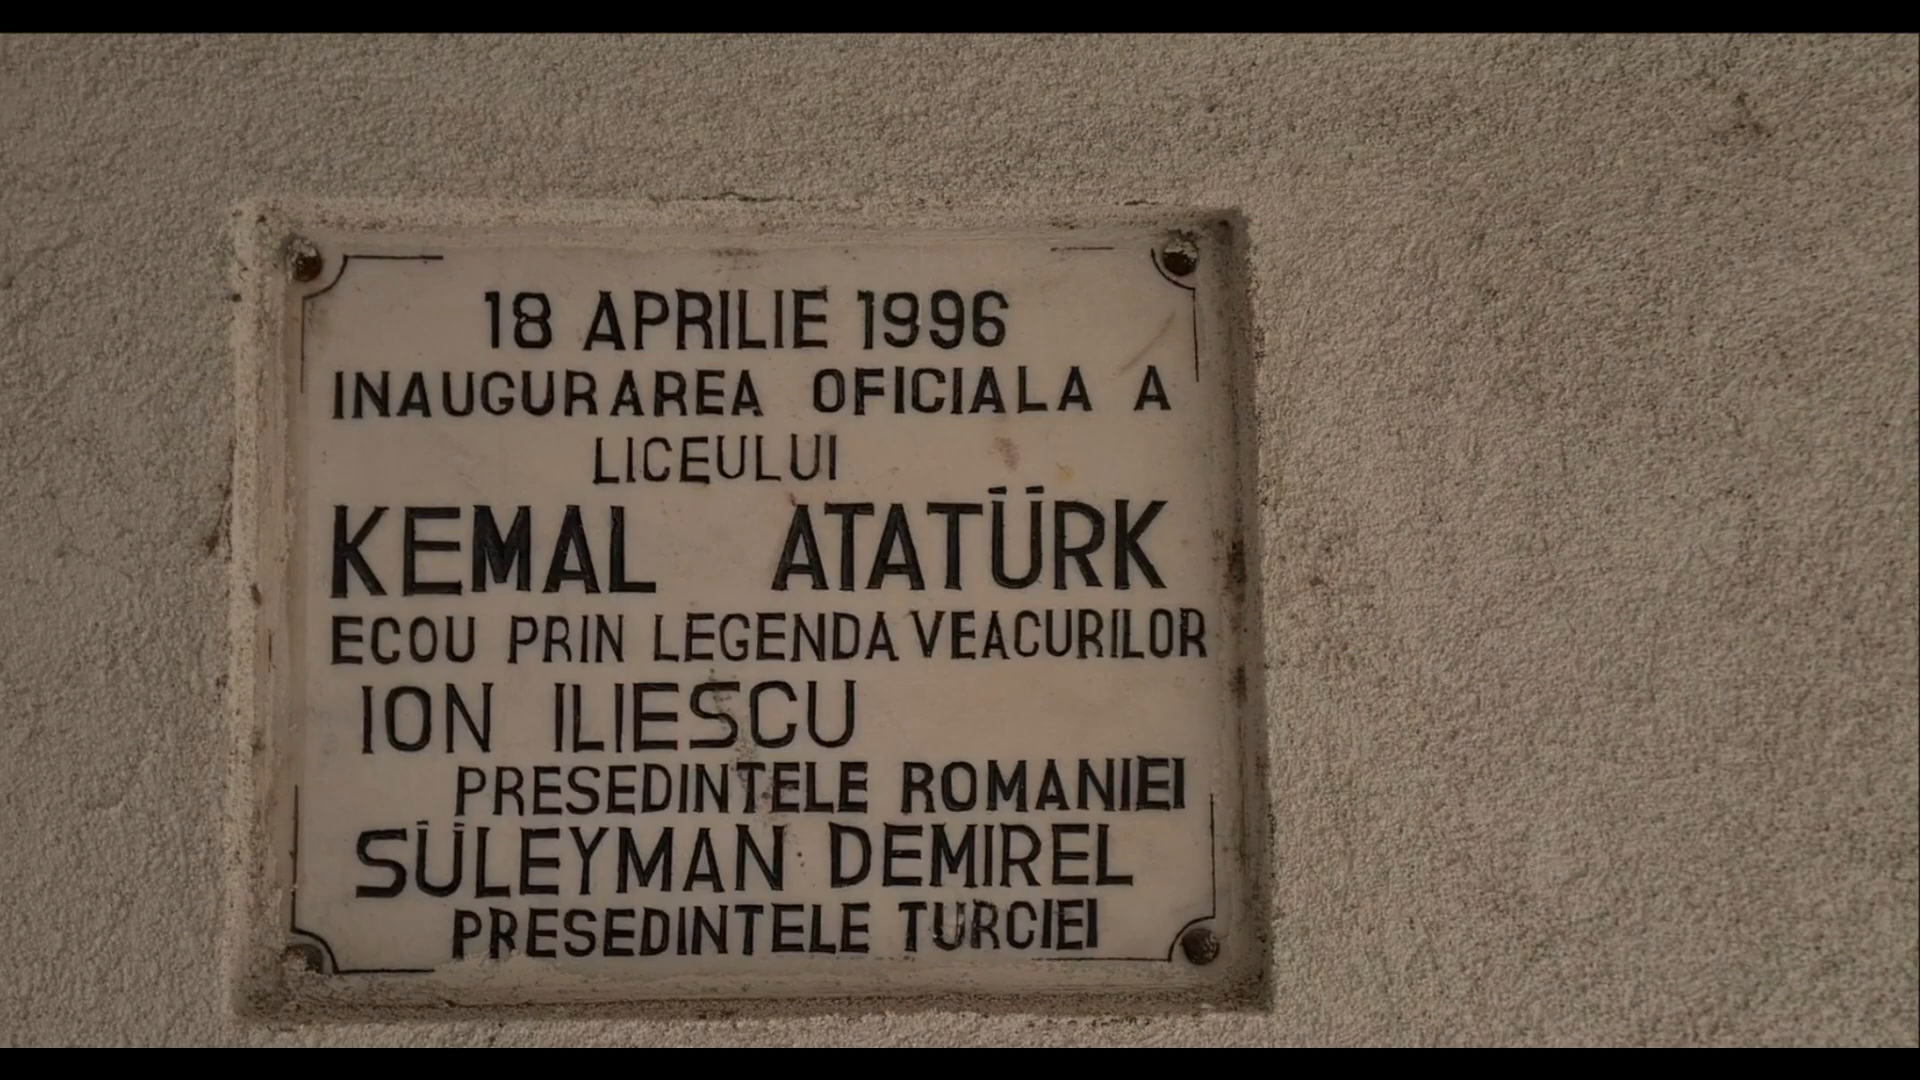 18 APRILIE 1996
INAUGURAREA OFICIALA A
LICEULUI
KEMAL ATATÜRK
ECOU PRIN LEGENDA VEACURILOR
ION ILIESCU
PRESEDINTELE ROMANIEI
SÜLEYMAN DEMIREL
PRESEDINTELE TURCIEI